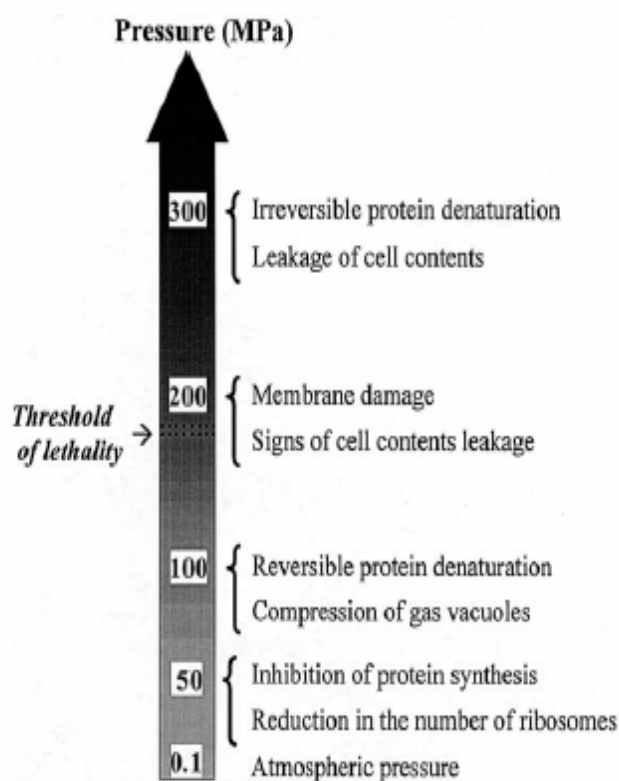 Pressure (MPa)
300
Irreversible protein denaturation
Leakage of cell contents
200
Membrane damage
Threshold
of lethality
Signs of cell contents leakage
100
Reversible protein denaturation
Compression of gas vacuoles
50
Inhibition of protein synthesis
Reduction in the number of ribosomes
0.1
Atmospheric pressure